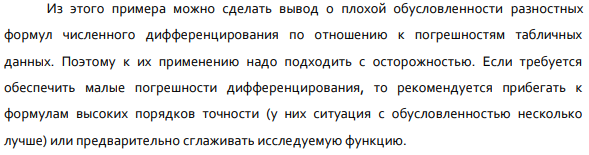 Из этого примера можно сделать вывод о плохой обусловленности разностных
формул численного дифференцирования по отношению к погрешностям табличных
данных. Поэтому к их применению надо подходить с осторожностью. Если требуется
обеспечить малые погрешности дифференцирования, то рекомендуется прибегать к
формулам высоких порядков точности (у них ситуация с обусловленностью несколько
лучше) или предварительно сглаживать исследуемую функцию.